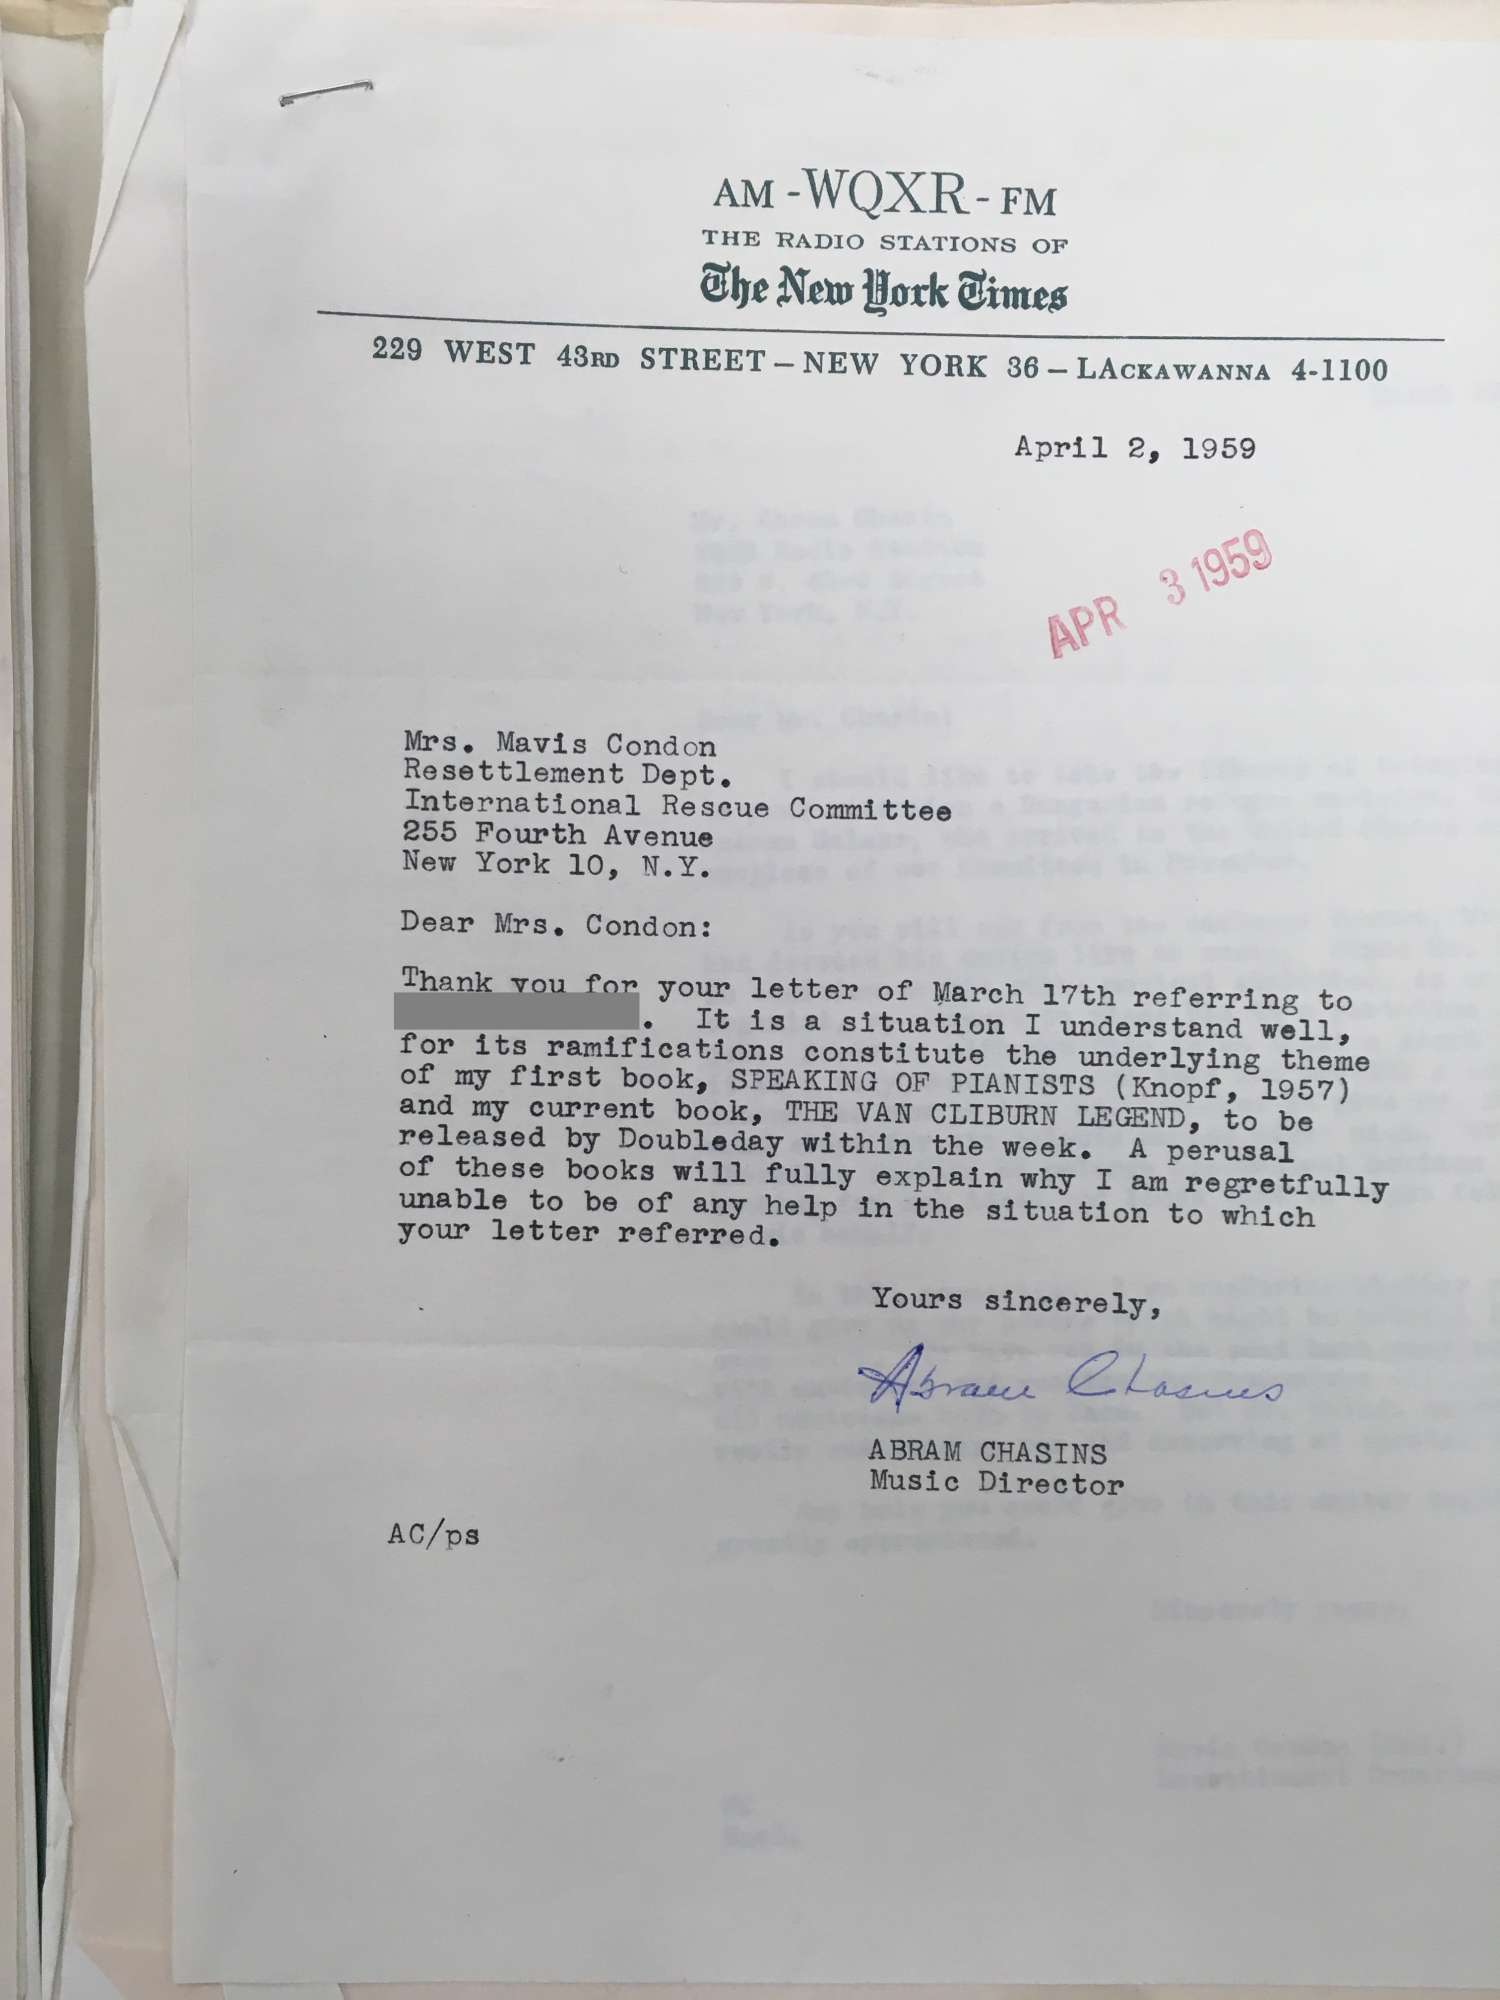 AM - WQXR - FM
THE RADIO STATIONS OF
The New York Times
229 WEST 43RD STREET — NEW YORK 36 — LACKAWANNA 4-1100
April 2, 1959
APR 3 1959
Mrs. Mavis Condon
Resettlement Dept.
International Rescue Committee
255 Fourth Avenue
New York 10, N.Y.
Dear Mrs. Condon:
Thank you for your letter of March 17th referring to
. It is a situation I understand well,
for its ramifications constitute the underlying theme
of my first book, SPEAKING OF PIANISTS (Knopf, 1957)
and my current book, THE VAN CLIBURN LEGEND, to be
released by Doubleday within the week. A perusal
of these books will fully explain why I am regretfully
unable to be of any help in the situation to which
your letter referred.
Yours sincerely,
Abram Chasins
ABRAM CHASINS
Music Director
AC/ps